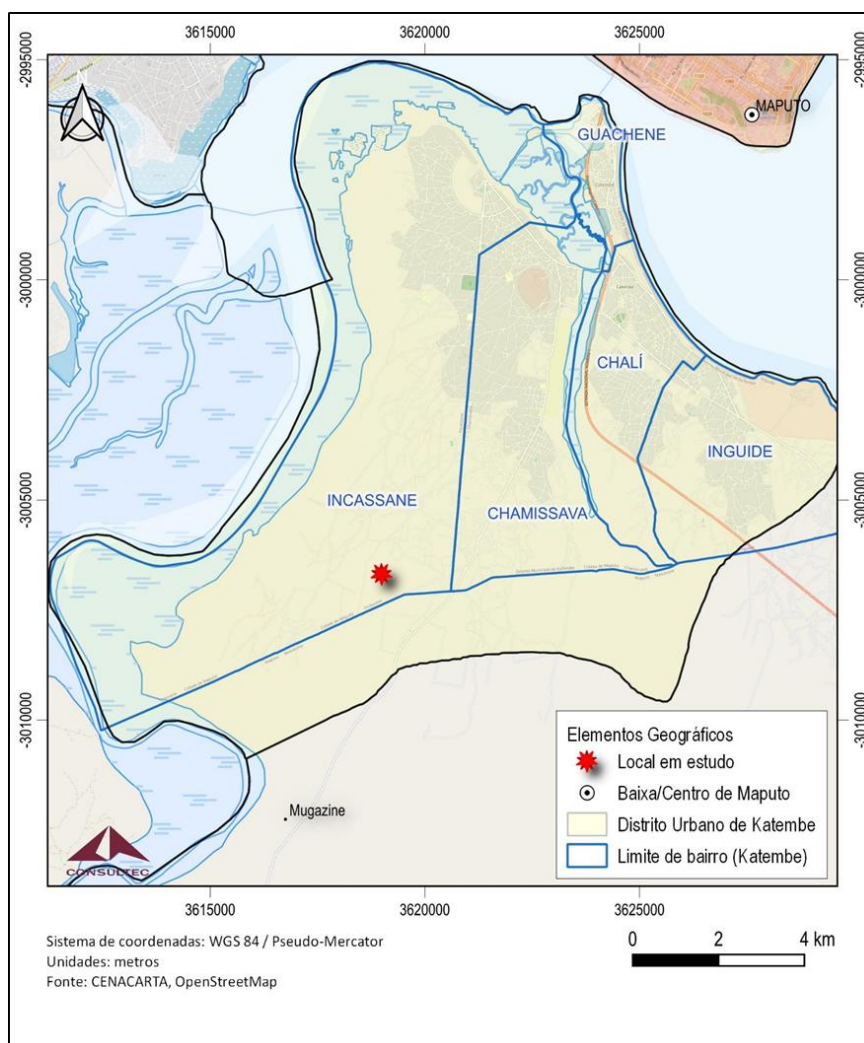 3615000 3620000 3625000
-2995000 -2995000
N
MAPUTO
GUACHENE
-3000000 -3000000
CHALÍ
INGUIDE
-3005000 -3005000
INCASSANE
CHAMISSAVA
-3010000 -3010000
Mugazine
Elementos Geográficos
Local em estudo
Baixa/Centro de Maputo
Distrito Urbano de Katembe
Limite de bairro (Katembe)
CONSULTEC
3615000 3620000 3625000
Sistema de coordenadas: WGS 84 / Pseudo-Mercator
Unidades: metros
Fonte: CENACARTA, OpenStreetMap
0 2 4 km